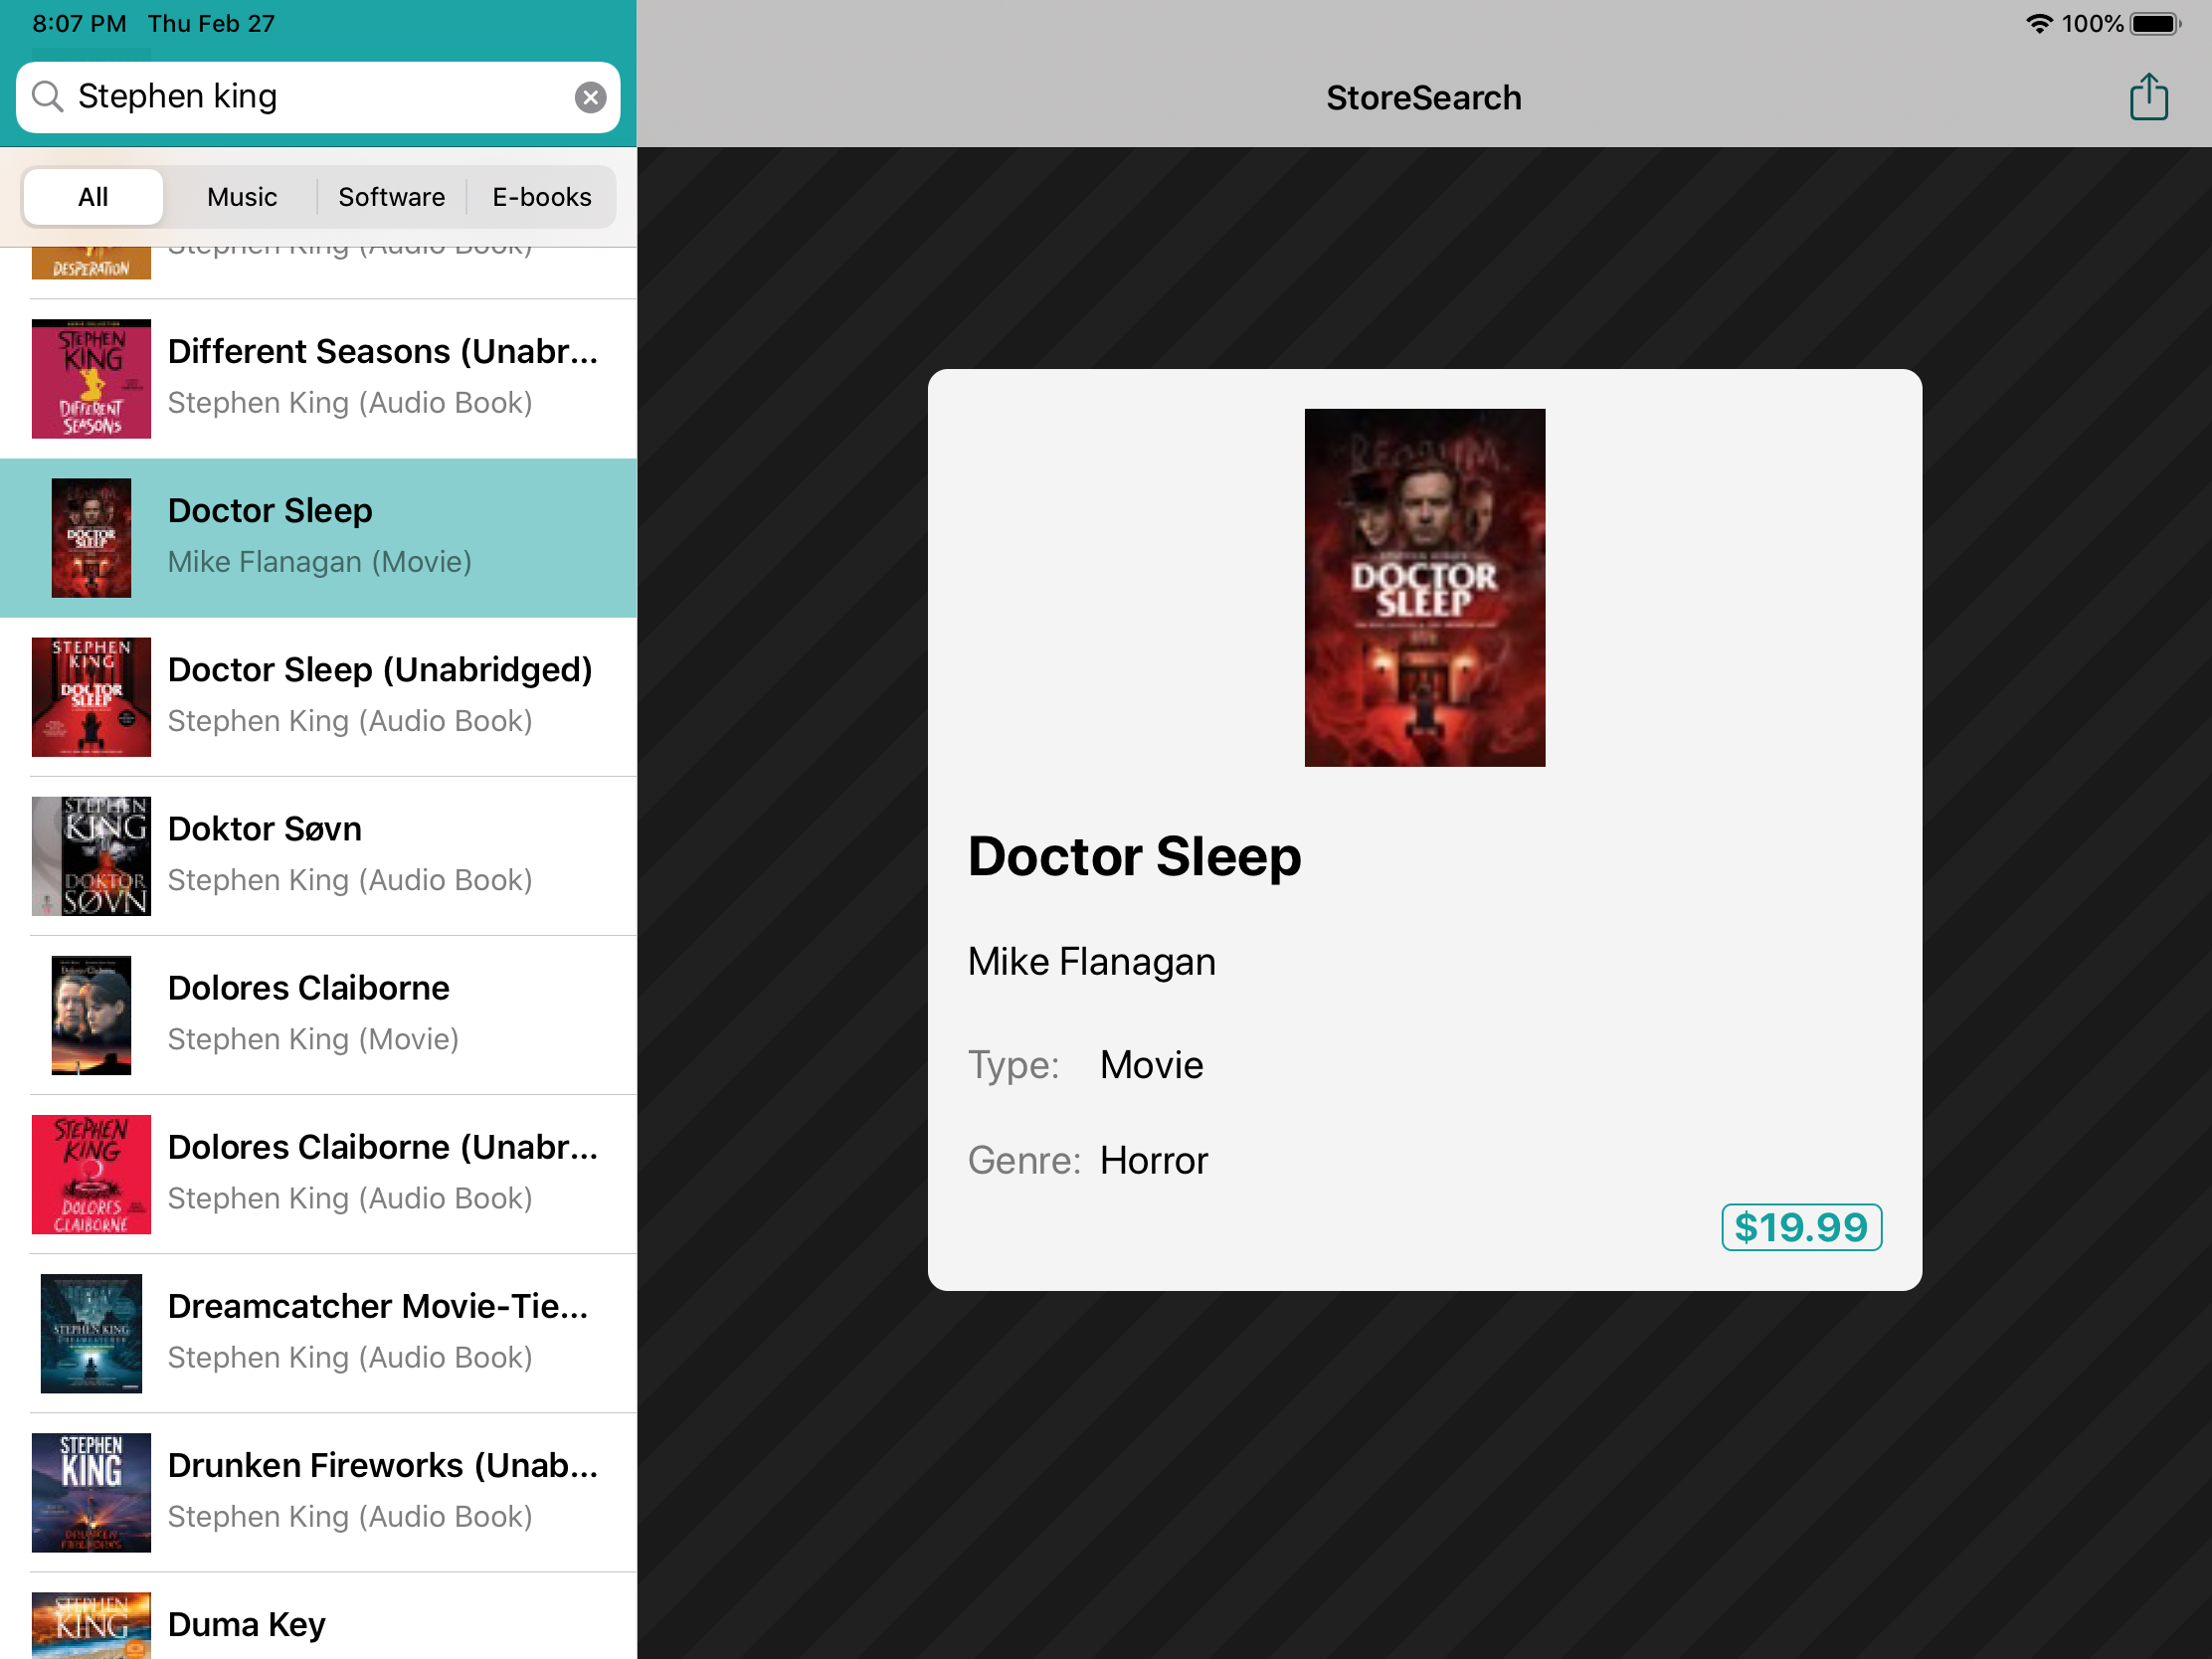 8:07 PM Thu Feb 27
100%
Stephen king
StoreSearch
All Music Software E-books
DESPERATION
Stephen King (Audio Book)
STEPHEN
KING
DIFFERENT
SEASONS
Different Seasons (Unabr...
Stephen King (Audio Book)
DOCTOR
SLEEP
Doctor Sleep
Mike Flanagan (Movie)
STEPHEN
KING
DOCTOR
SLEEP
Doctor Sleep (Unabridged)
Stephen King (Audio Book)
STEPHEN
KING
DOKTOR
SØVN
Doktor Søvn
Stephen King (Audio Book)
Dolores Claiborne
Dolores Claiborne
Stephen King (Movie)
STEPHEN
KING
DOLORES
CLAIBORNE
Dolores Claiborne (Unabr...
Stephen King (Audio Book)
STEPHEN KING
DREAMCATCHER
Dreamcatcher Movie-Tie...
Stephen King (Audio Book)
STEPHEN
KING
DRUNKEN
FIREWORKS
Drunken Fireworks (Unab...
Stephen King (Audio Book)
STEPHEN
KING
Duma Key
REDRUM
DOCTOR
SLEEP
Doctor Sleep
Mike Flanagan
Type: Movie
Genre: Horror
$19.99